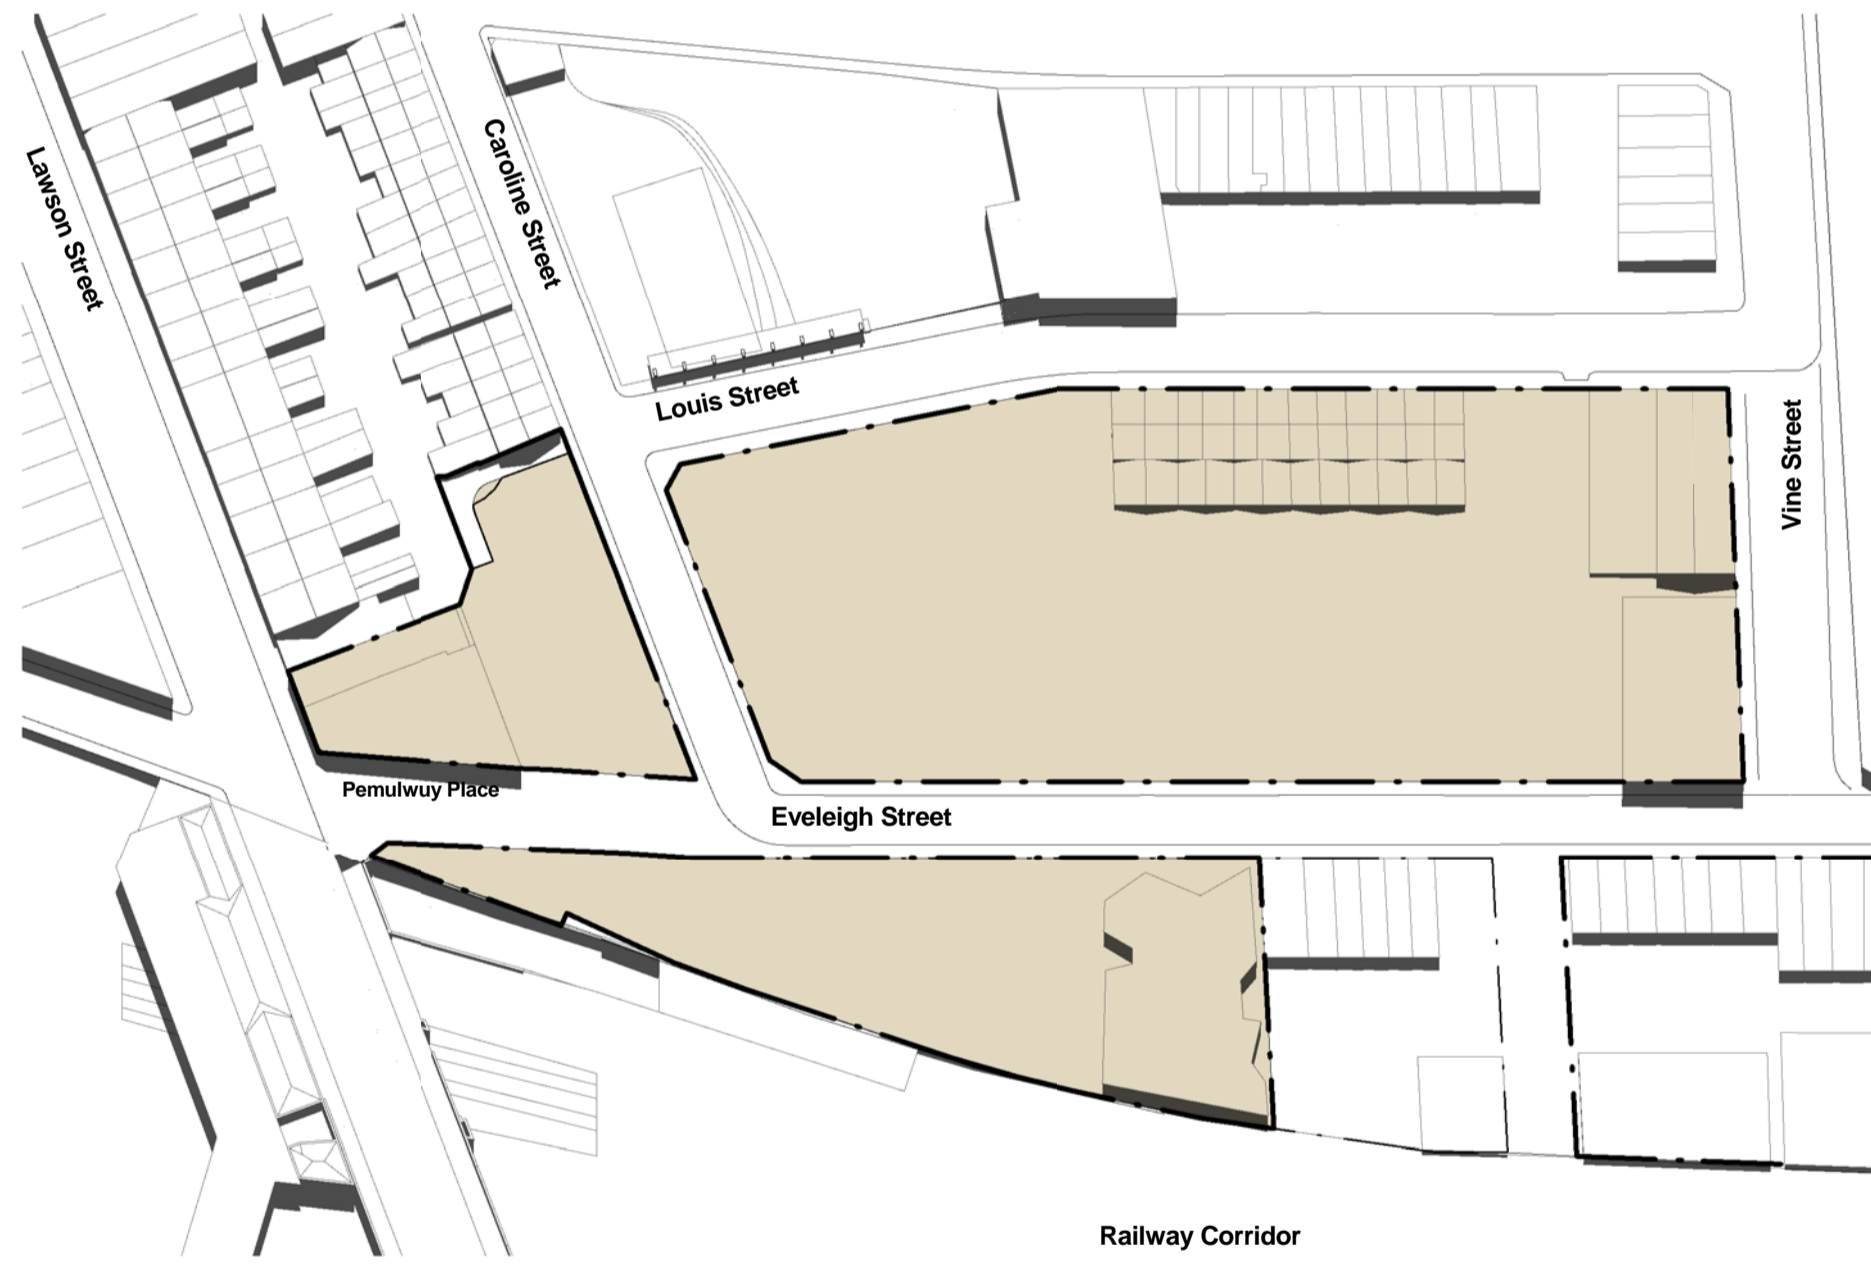 Lawson Street
Caroline Street
Louis Street
Vine Street
Pemulwuy Place
Eveleigh Street
Railway Corridor